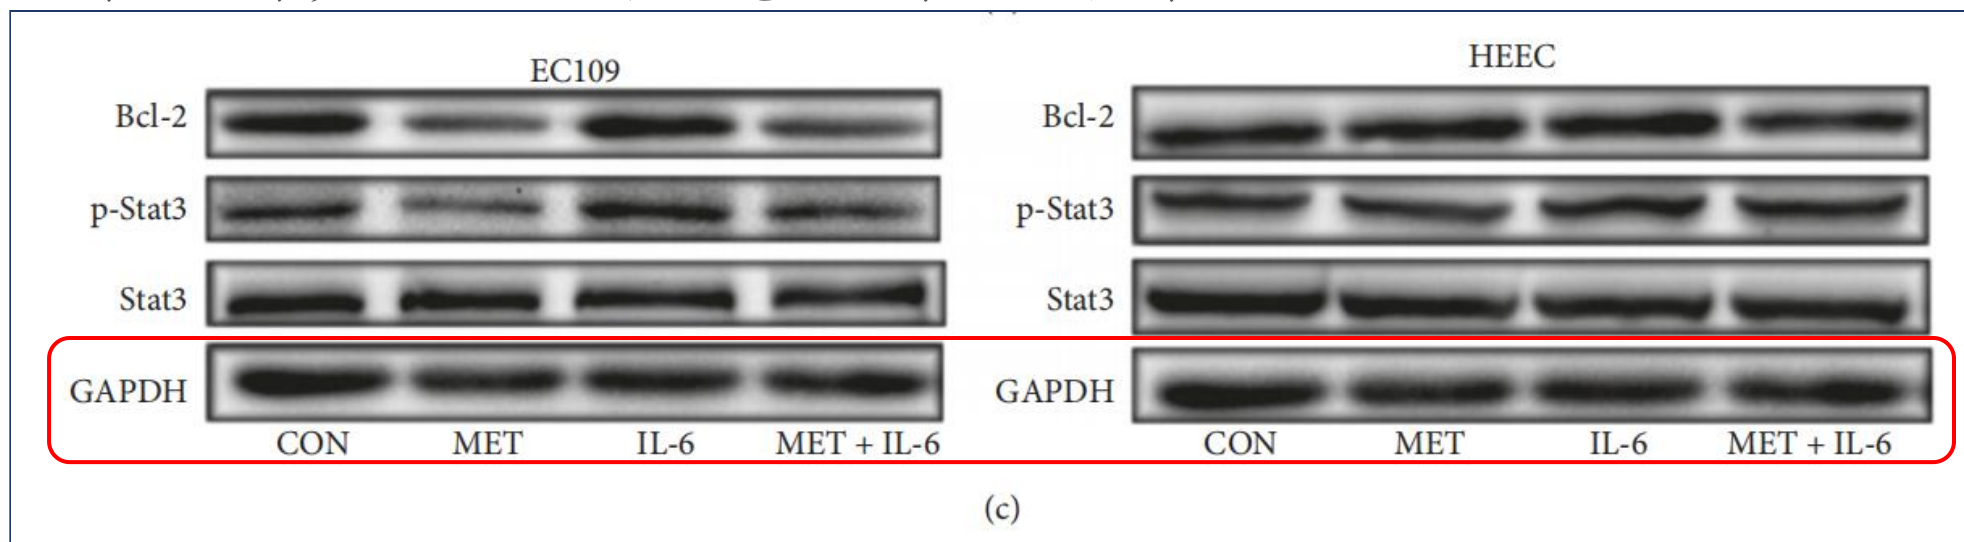 EC109
HEEC
Bcl-2
Bcl-2
p-Stat3
p-Stat3
Stat3
Stat3
GAPDH
GAPDH
CON MET IL-6 MET + IL-6
CON MET IL-6 MET + IL-6
(c)